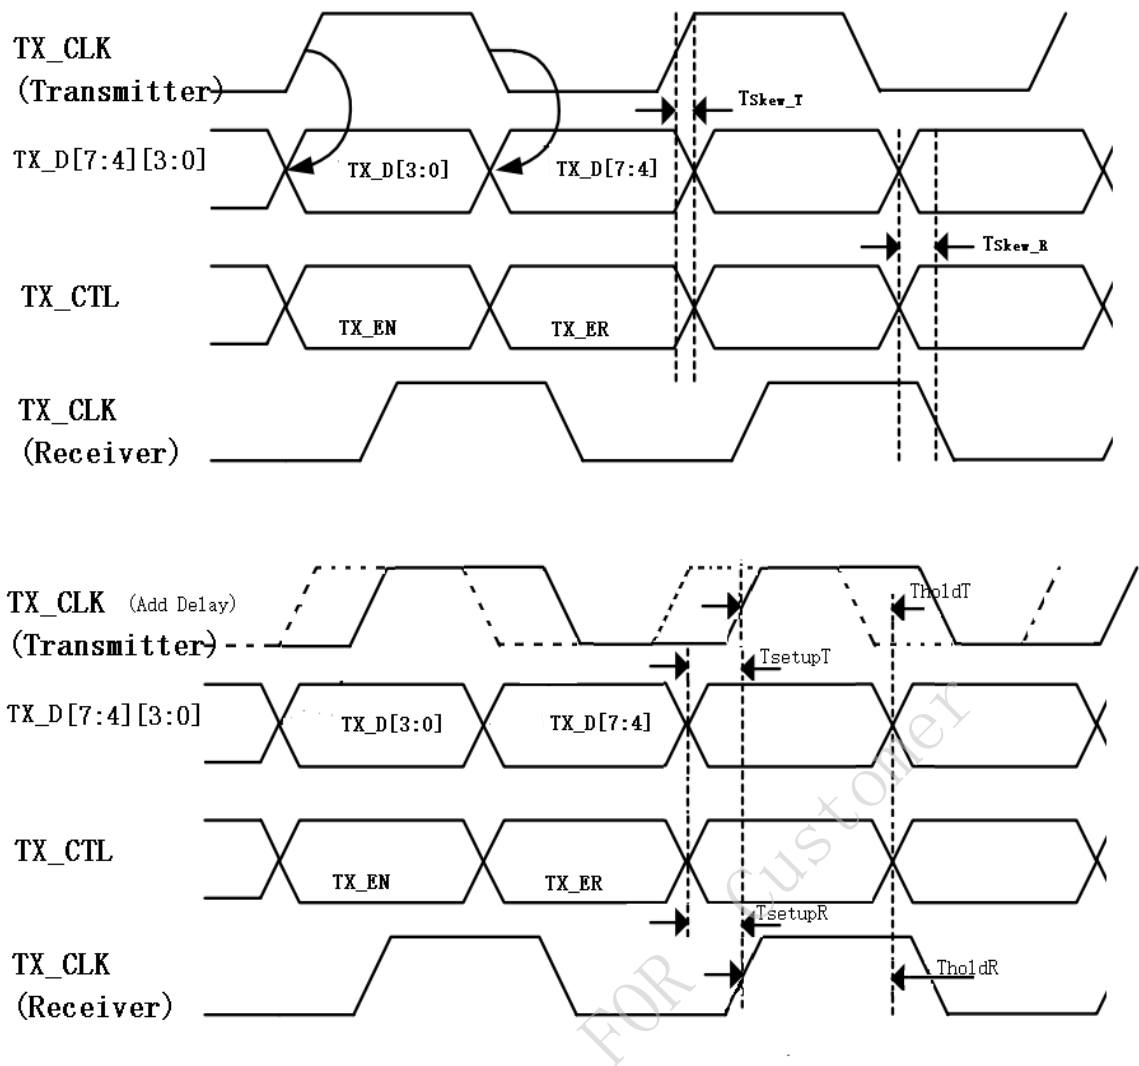 TX_CLK
(Transmitter)
Tskew_T
TX_D[7:4][3:0]
TX_D[3:0]
TX_D[7:4]
Tskew_R
TX_CTL
TX_EN
TX_ER
TX_CLK
(Receiver)
TX_CLK (Add Delay)
(Transmitter)
TholdT
TsetupT
TX_D[7:4][3:0]
TX_D[3:0]
TX_D[7:4]
TX_CTL
TX_EN
TX_ER
TsetupR
TX_CLK
(Receiver)
TholdR
FOR Customer